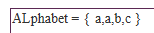 ALphabet = { a,a,b,c }